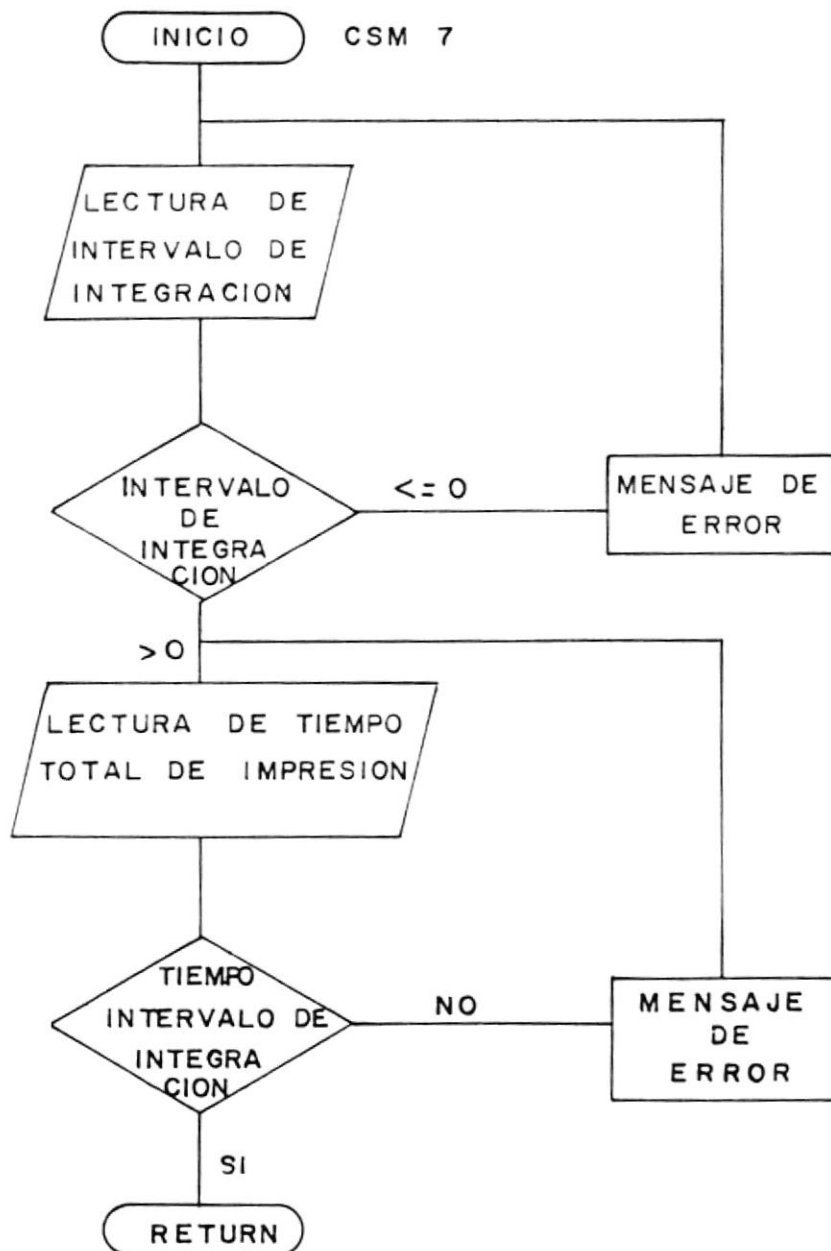 INICIO CSM 7
LECTURA DE
INTERVALO DE
INTEGRACION
INTERVALO
DE
INTEGRA
CION
<=0
MENSAJE DE
ERROR
>0
LECTURA DE TIEMPO
TOTAL DE IMPRESION
TIEMPO
INTERVALO DE
INTEGRA
CION
NO
MENSAJE
DE
ERROR
SI
RETURN